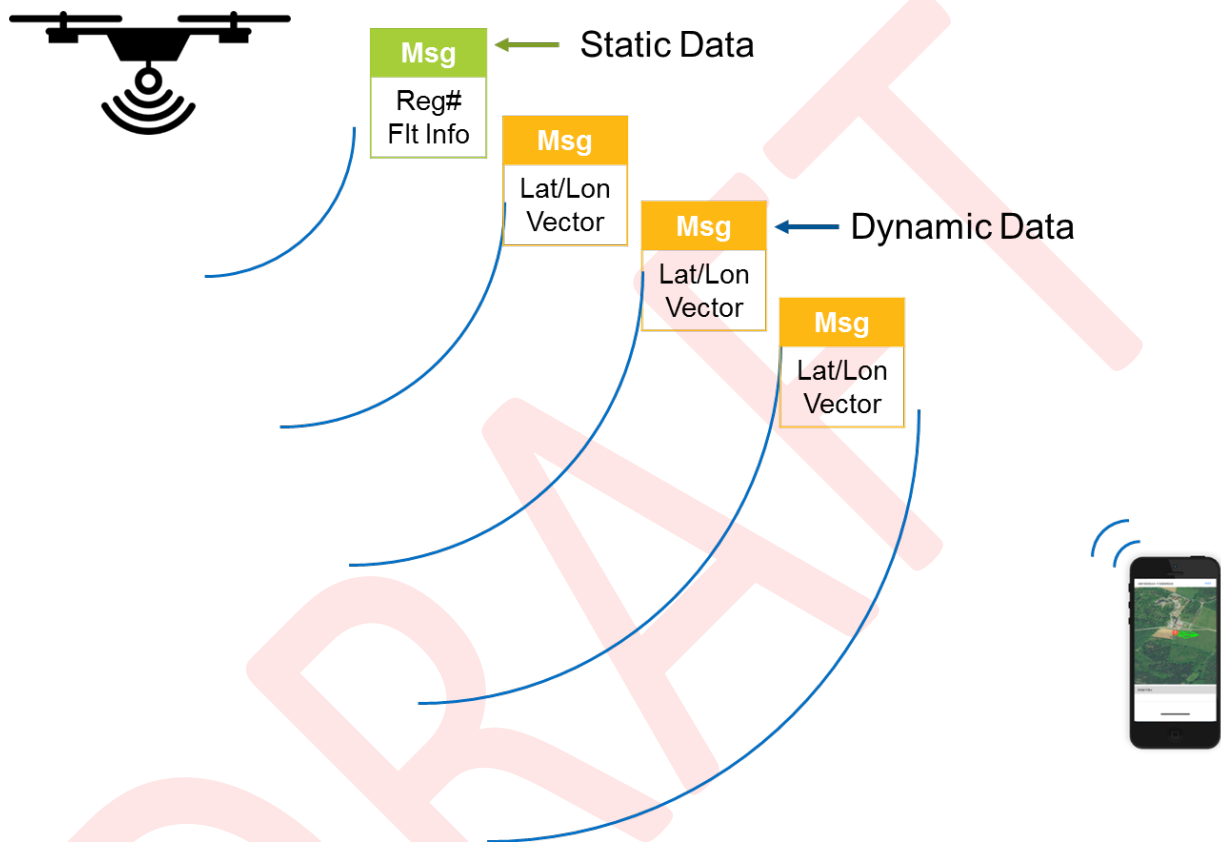 Msg
Static Data
Reg#
Flt Info
Msg
Lat/Lon
Vector
Msg
Dynamic Data
Lat/Lon
Vector
Msg
Lat/Lon
Vector
DRAFT